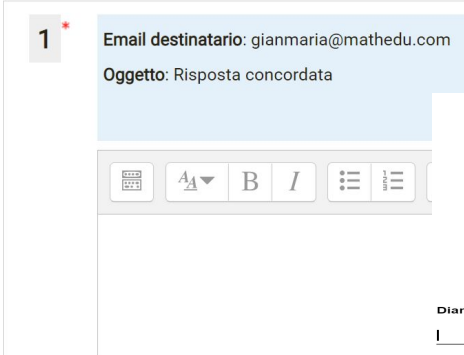 1 *
Email destinatario: gianmaria@mathedu.com
Oggetto: Risposta concordata
B I